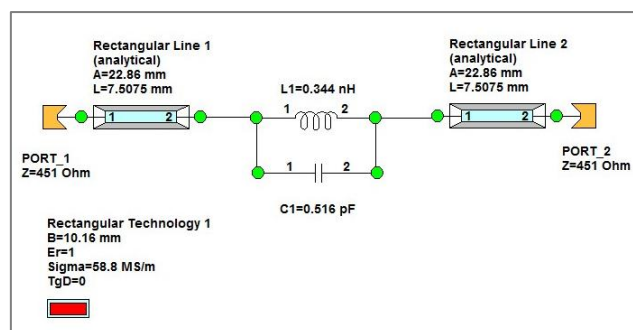 Rectangular Line 1
(analytical)
A=22.86 mm
L=7.5075 mm
1 2
PORT_1
Z=451 Ohm
L1=0.344 nH
1 2
1 2
C1=0.516 pF
Rectangular Line 2
(analytical)
A=22.86 mm
L=7.5075 mm
1 2
PORT_2
Z=451 Ohm
Rectangular Technology 1
B=10.16 mm
Er=1
Sigma=58.8 MS/m
TgD=0